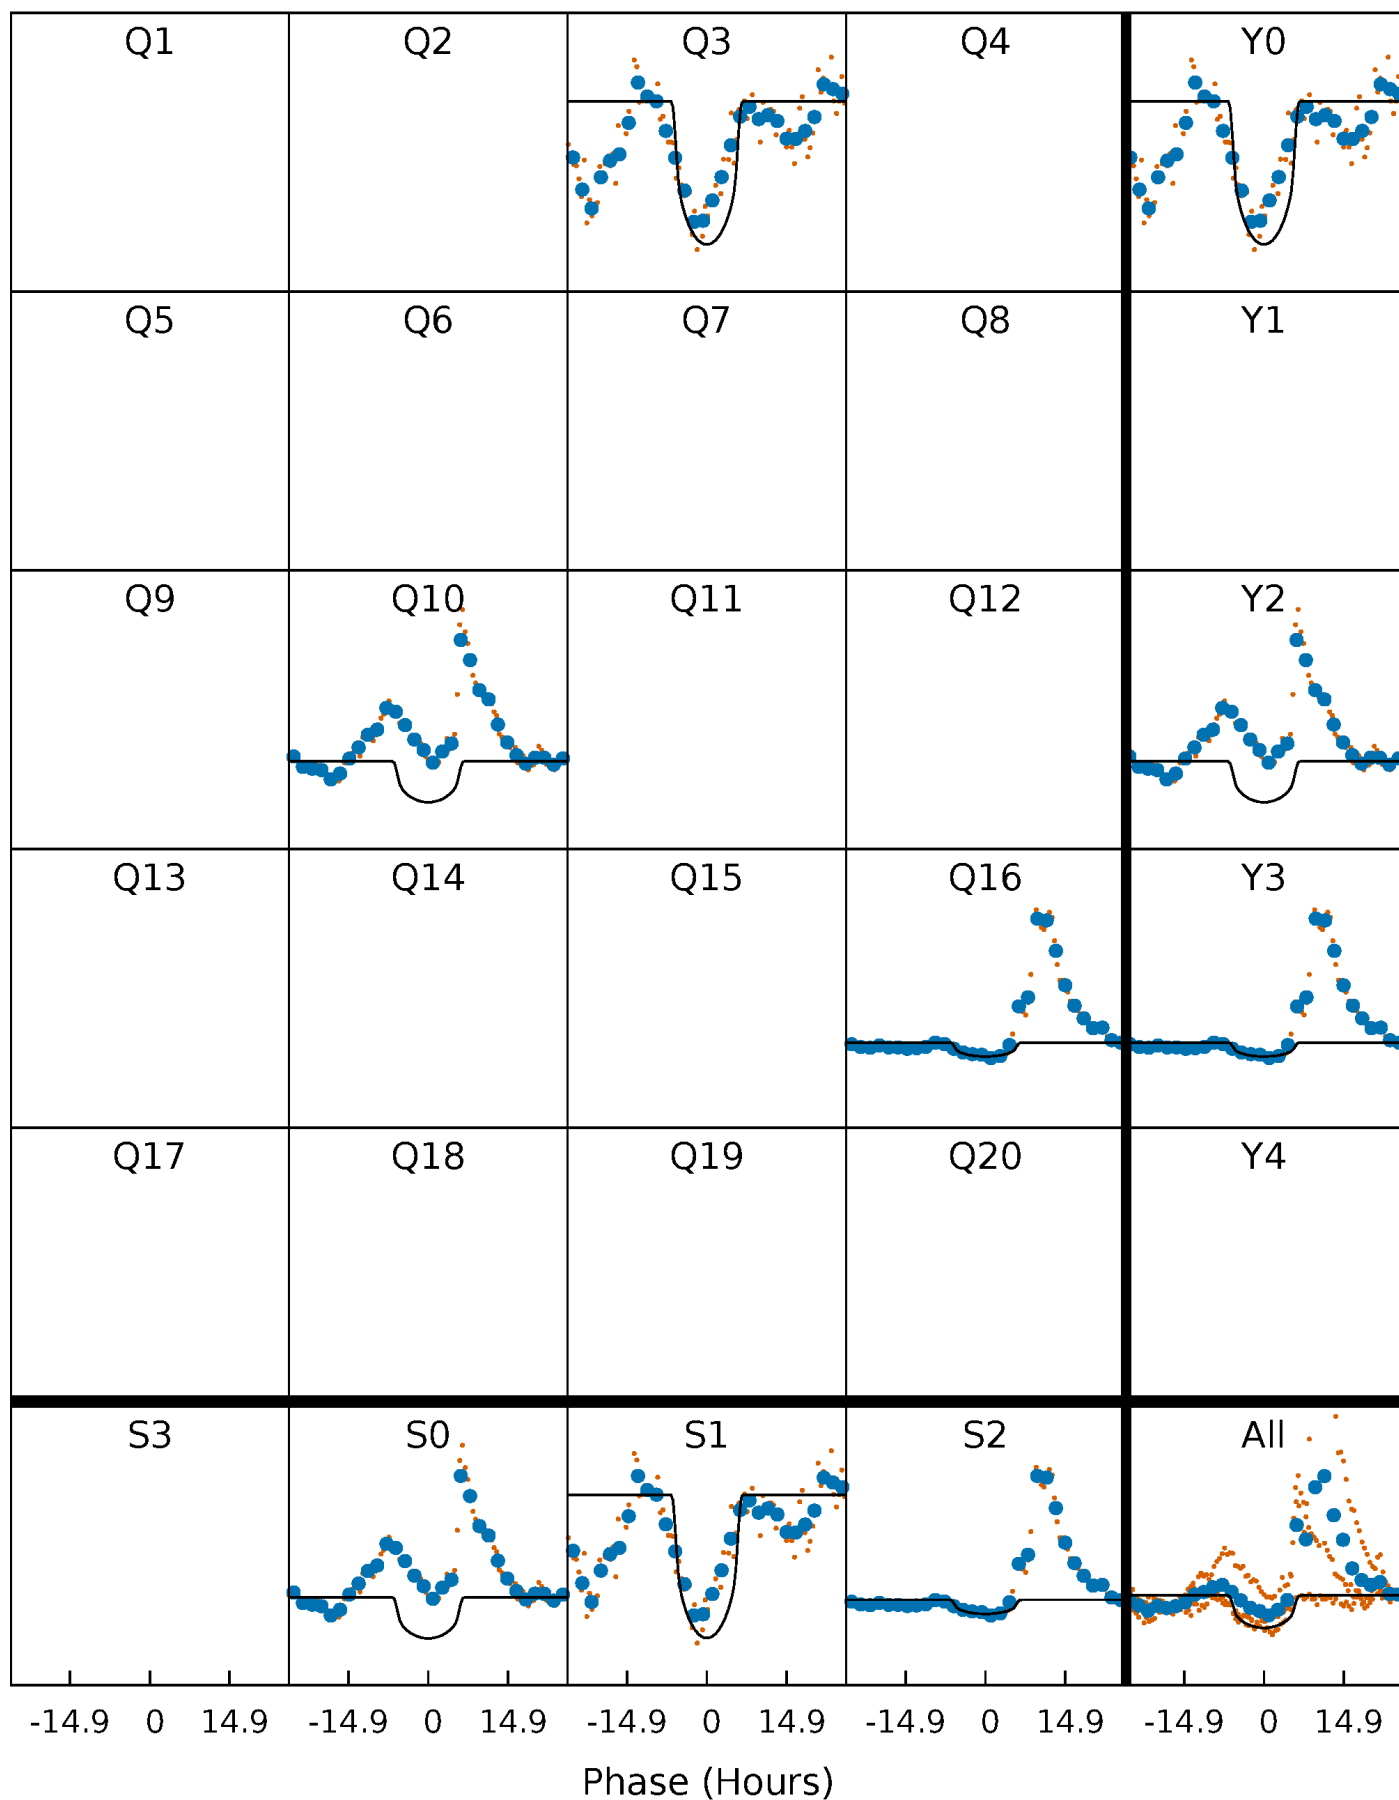 Q1 Q2 Q3 Q4 Y0
Q5 Q6 Q7 Q8 Y1
Q9 Q10 Q11 Q12 Y2
Q13 Q14 Q15 Q16 Y3
Q17 Q18 Q19 Q20 Y4
S3 S0 S1 S2 All
-14.9 0 14.9 -14.9 0 14.9 -14.9 0 14.9 -14.9 0 14.9 -14.9 0 14.9
Phase (Hours)